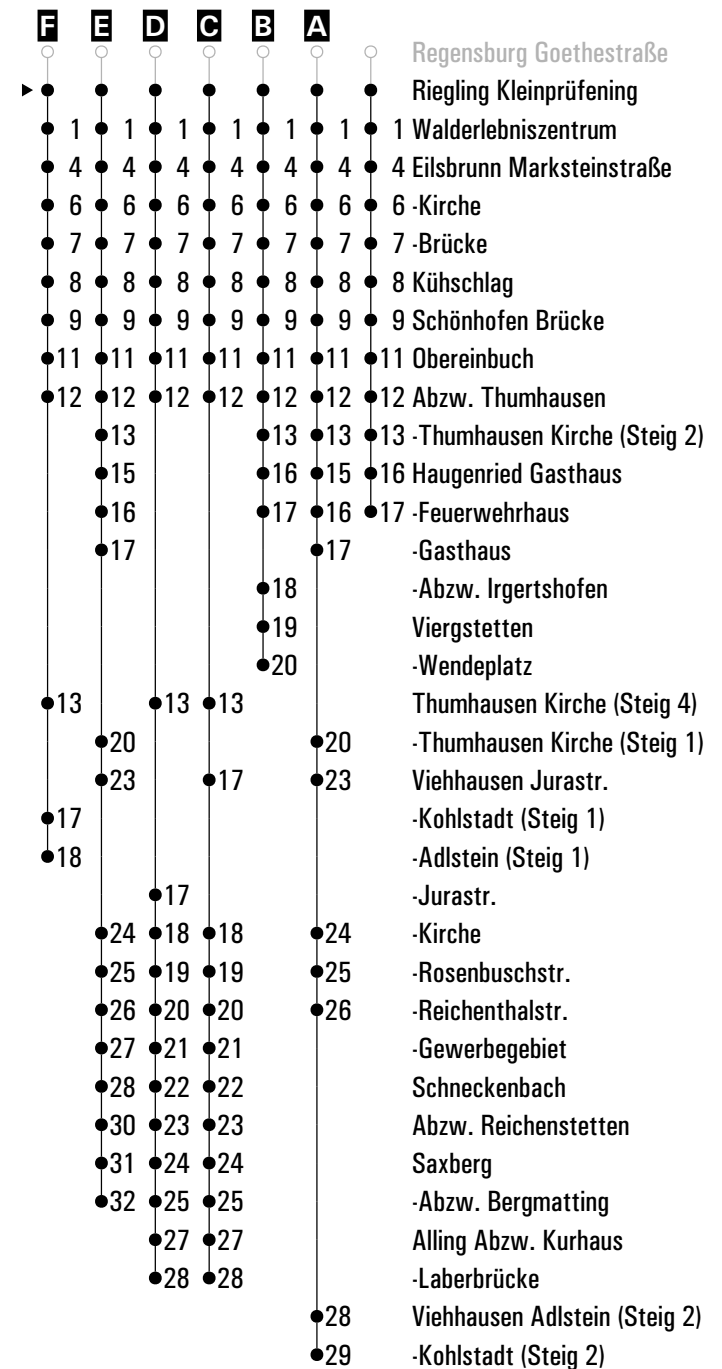 F E D C B A
Regensburg Goethestraße
Riegling Kleinprüfening
1 1 1 1 1 1 1 Walderlebniszentrum
4 4 4 4 4 4 4 Eilsbrunn Marksteinstraße
6 6 6 6 6 6 6 -Kirche
7 7 7 7 7 7 7 -Brücke
8 8 8 8 8 8 8 Kühschlag
9 9 9 9 9 9 9 Schönhofen Brücke
11 11 11 11 11 11 11 Obereinbuch
12 12 12 12 12 12 12 Abzw. Thumhausen
13 13 13 13 -Thumhausen Kirche (Steig 2)
15 16 15 16 Haugenried Gasthaus
16 17 16 17 -Feuerwehrhaus
17 17 -Gasthaus
18 -Abzw. Irgertshofen
19 Viergstetten
20 -Wendeplatz
13 13 13 Thumhausen Kirche (Steig 4)
20 20 -Thumhausen Kirche (Steig 1)
23 17 23 Viehhausen Jurastr.
17 -Kohlstadt (Steig 1)
18 -Adlstein (Steig 1)
17 -Jurastr.
24 18 18 24 -Kirche
25 19 19 25 -Rosenbuschstr.
26 20 20 26 -Reichenthalstr.
27 21 21 -Gewerbegebiet
28 22 22 Schneckenbach
30 23 23 Abzw. Reichenstetten
31 24 24 Saxberg
32 25 25 -Abzw. Bergmatting
27 27 Alling Abzw. Kurhaus
28 28 -Laberbrücke
28 Viehhausen Adlstein (Steig 2)
29 -Kohlstadt (Steig 2)